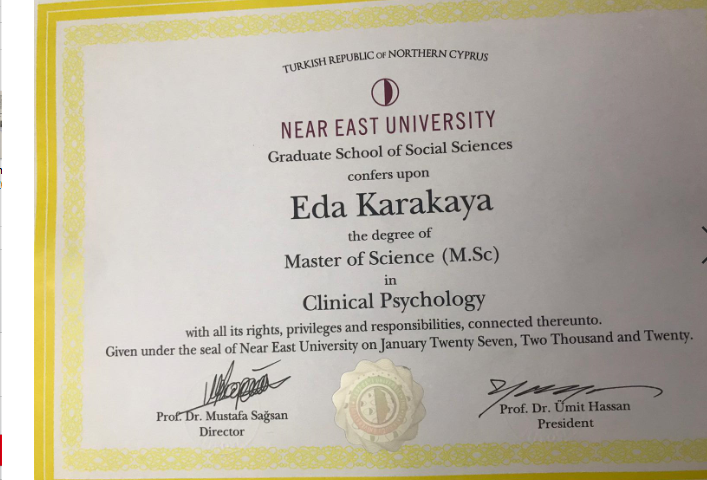 TURKISH REPUBLIC OF NORTHERN CYPRUS
NEAR EAST UNIVERSITY
Graduate School of Social Sciences
confers upon
Eda Karakaya
the degree of
Master of Science (M.Sc)
in
Clinical Psychology
with all its rights, privileges and responsibilities, connected thereunto.
Given under the seal of Near East University on January Twenty Seven, Two Thousand and Twenty.
Prof. Dr. Mustafa Sağsan
Director
Prof. Dr. Ümit Hassan
President